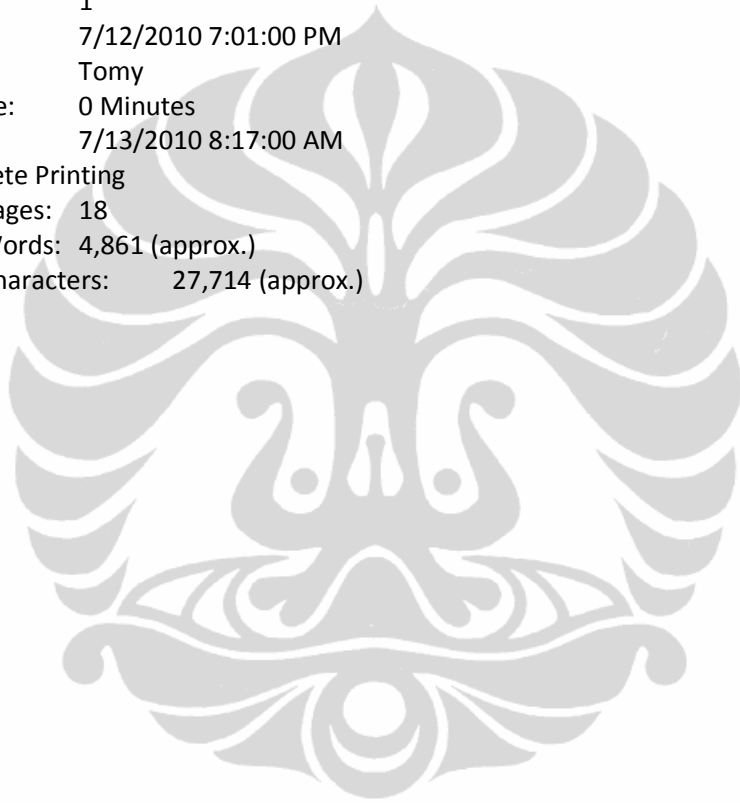 1
7/12/2010 7:01:00 PM
Tomy
e: 0 Minutes
7/13/2010 8:17:00 AM
ete Printing
ages: 18
Words: 4,861 (approx.)
haracters: 27,714 (approx.)